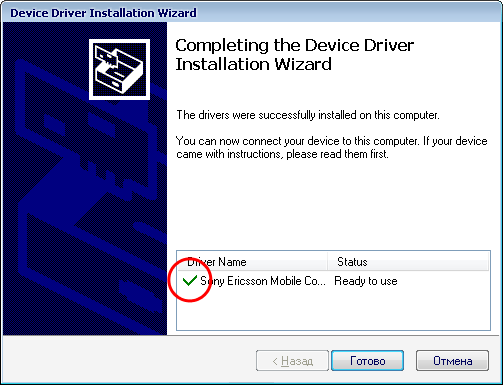 Device Driver Installation Wizard
Completing the Device Driver
Installation Wizard
The drivers were successfully installed on this computer.
You can now connect your device to this computer. If your device
came with instructions, please read them first.
Driver Name Status
Sony Ericsson Mobile Co... Ready to use
< Назад Готово Отмена